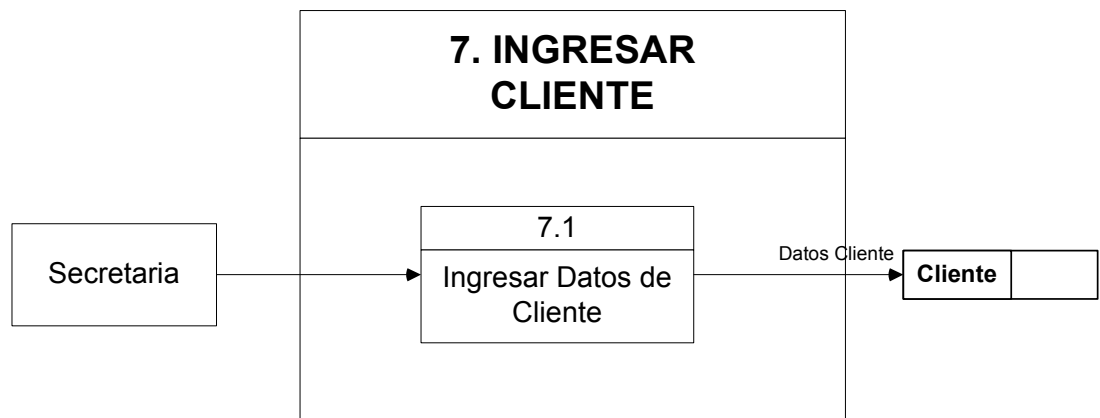 7. INGRESAR
CLIENTE
Secretaria
7.1
Ingresar Datos de
Cliente
Datos Cliente
Cliente